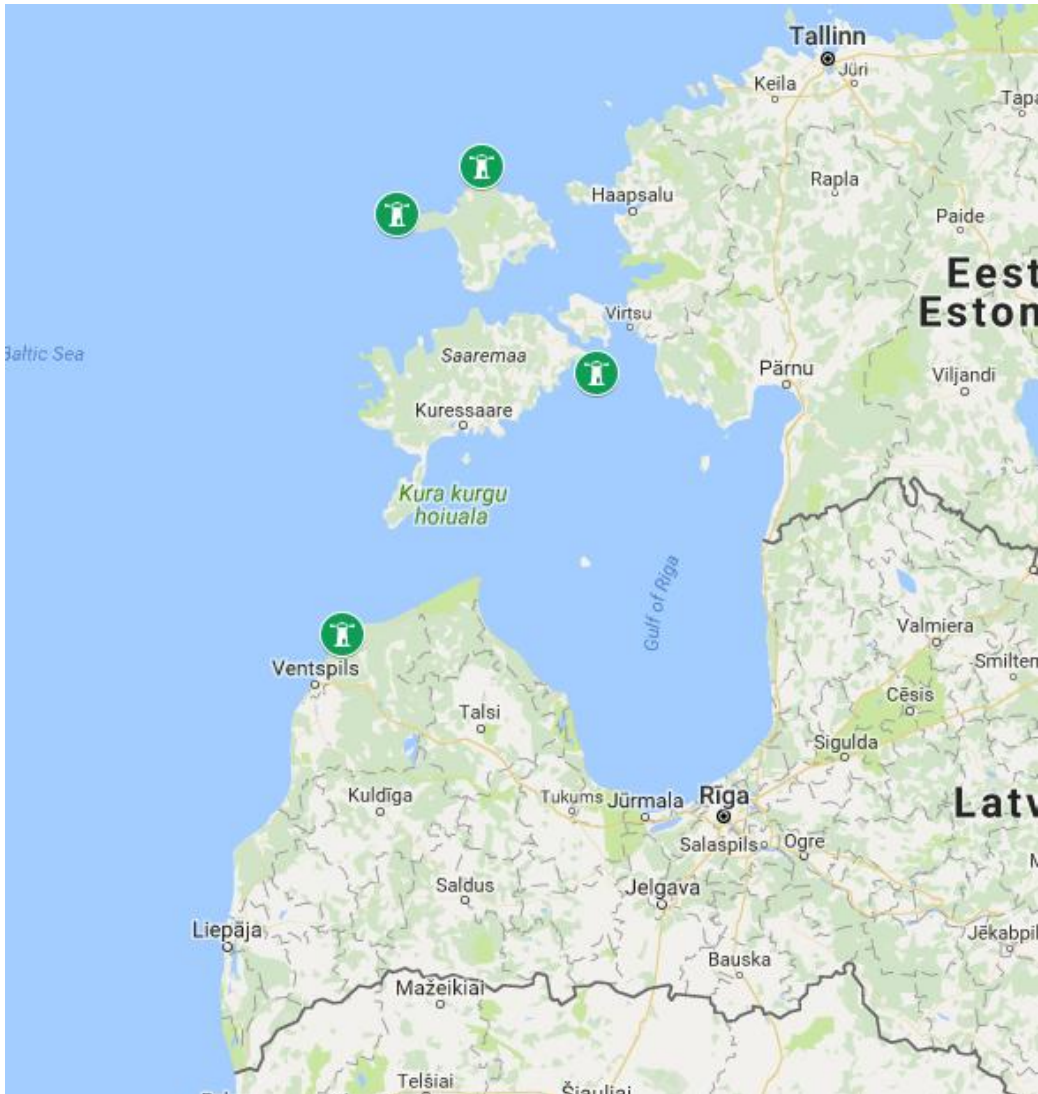 Tallinn
Keila
Jüri
Tapa
Haapsalu
Rapla
Paide
Eest
Eston
Virtsu
Baltic Sea
Saaremaa
Pärnu
Viljandi
Kuressaare
Kura kurgu
hoiuala
Gulf of Riga
Valmiera
Smilten
Ventspils
Cēsis
Talsi
Sigulda
Kuldīga
Tukums
Jūrmala
Rīga
Latv
Salaspils
Ogre
Saldus
Jelgava
Liepāja
Jēkabpil
Bauska
Mažeikiai
Telšiai
Šiauliai